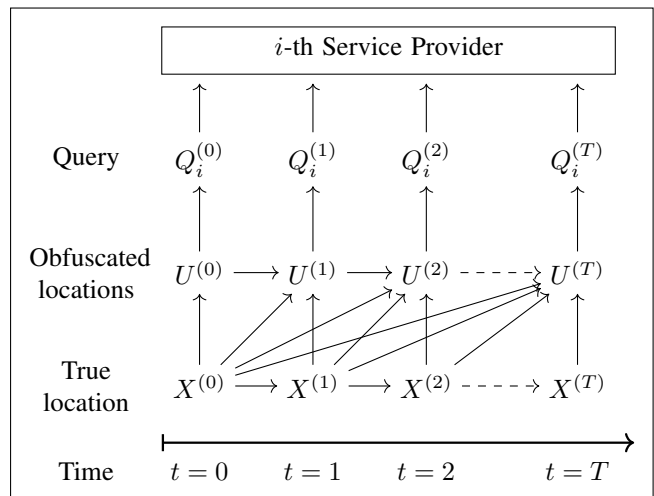 i-th Service Provider
Query Q_i^{(0)} Q_i^{(1)} Q_i^{(2)} Q_i^{(T)}
Obfuscated
locations U^{(0)} U^{(1)} U^{(2)} U^{(T)}
True
location X^{(0)} X^{(1)} X^{(2)} X^{(T)}
Time t = 0 t = 1 t = 2 t = T